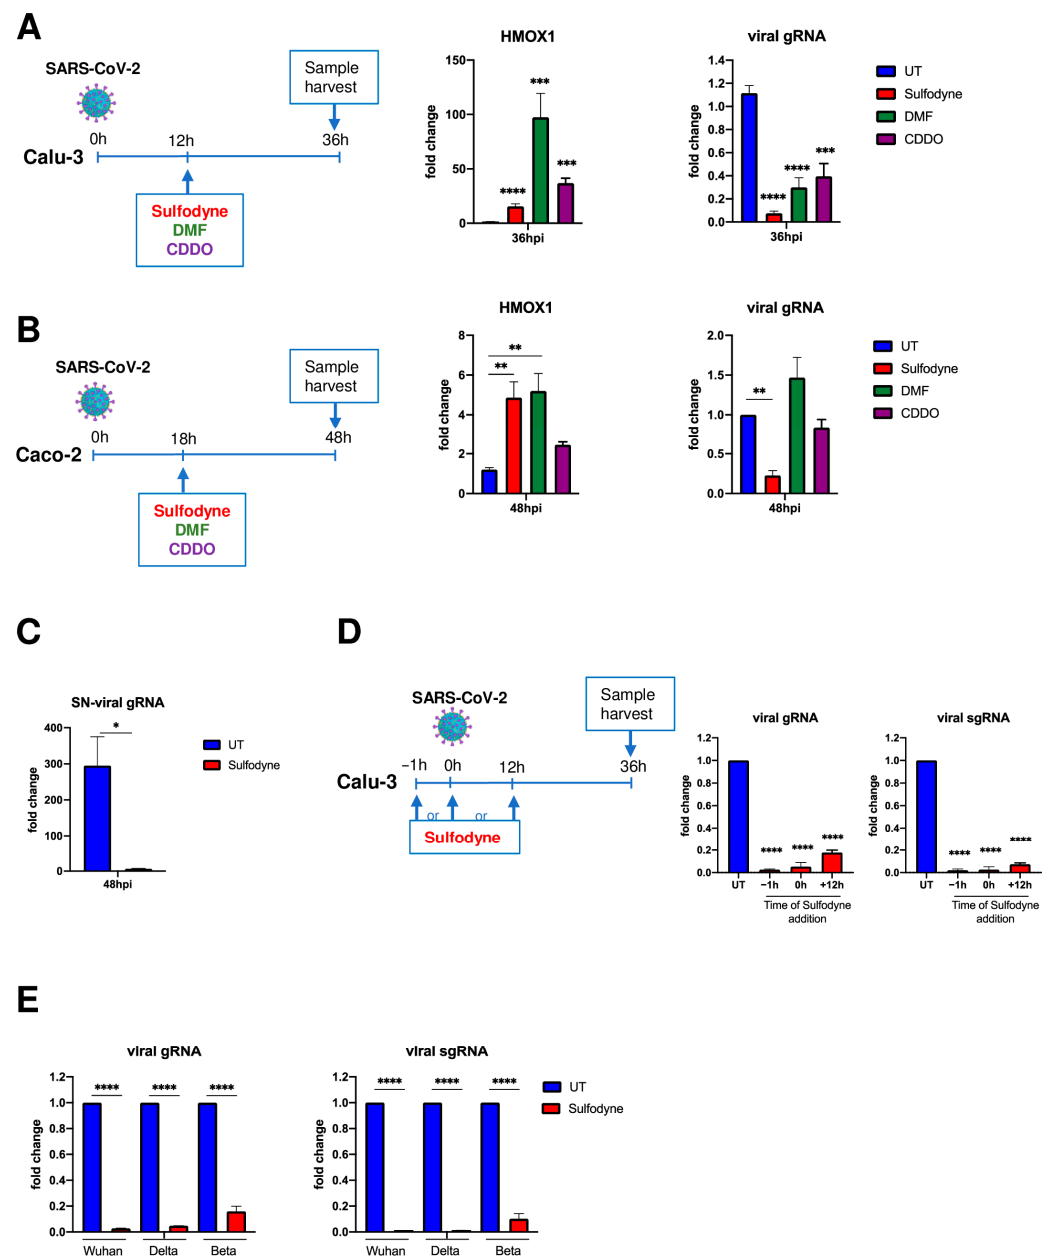 A
SARS-CoV-2
Sample
harvest
0h
12h
36h
Calu-3
Sulfodyne
DMF
CDDO
HMOX1
fold change
150
100
50
0
****
***
***
36hpi
viral gRNA
fold change
1.4
1.2
1.0
0.8
0.6
0.4
0.2
0.0
****
****
***
36hpi
UT
Sulfodyne
DMF
CDDO
B
SARS-CoV-2
Sample
harvest
0h
18h
48h
Caco-2
Sulfodyne
DMF
CDDO
HMOX1
fold change
8
6
4
2
0
**
**
48hpi
viral gRNA
fold change
2.0
1.5
1.0
0.5
0.0
**
48hpi
UT
Sulfodyne
DMF
CDDO
C
SN-viral gRNA
fold change
400
300
200
100
0
*
48hpi
UT
Sulfodyne
D
SARS-CoV-2
Sample
harvest
−1h
0h
12h
36h
Calu-3
or
or
Sulfodyne
viral gRNA
fold change
1.2
1.0
0.8
0.6
0.4
0.2
0.0
****
****
****
UT
−1h
0h
+12h
Time of Sulfodyne
addition
viral sgRNA
fold change
1.2
1.0
0.8
0.6
0.4
0.2
0.0
****
****
****
UT
−1h
0h
+12h
Time of Sulfodyne
addition
E
viral gRNA
fold change
1.2
1.0
0.8
0.6
0.4
0.2
0.0
****
****
****
Wuhan
Delta
Beta
viral sgRNA
fold change
1.2
1.0
0.8
0.6
0.4
0.2
0.0
****
****
****
Wuhan
Delta
Beta
UT
Sulfodyne